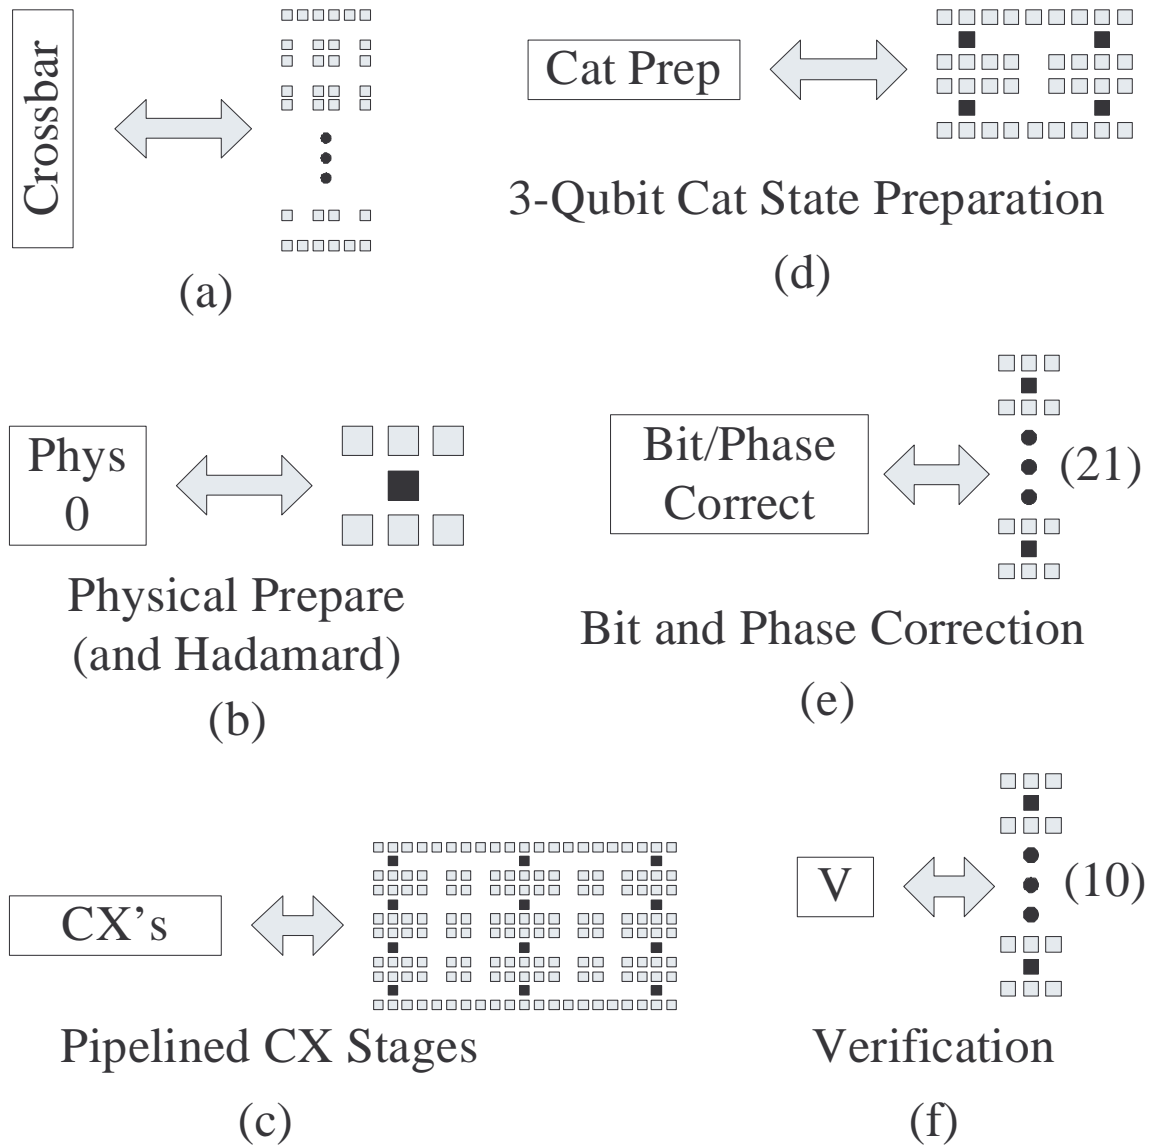 Crossbar
(a)
Cat Prep
3-Qubit Cat State Preparation
(d)
Phys
0
Physical Prepare
(and Hadamard)
(b)
Bit/Phase
Correct
(21)
Bit and Phase Correction
(e)
CX's
Pipelined CX Stages
(c)
V
(10)
Verification
(f)